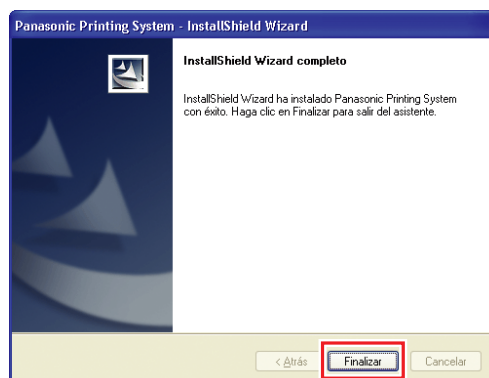 Panasonic Printing System - InstallShield Wizard
InstallShield Wizard completo
InstallShield Wizard ha instalado Panasonic Printing System
con éxito. Haga clic en Finalizar para salir del asistente.
< Atrás Finalizar Cancelar